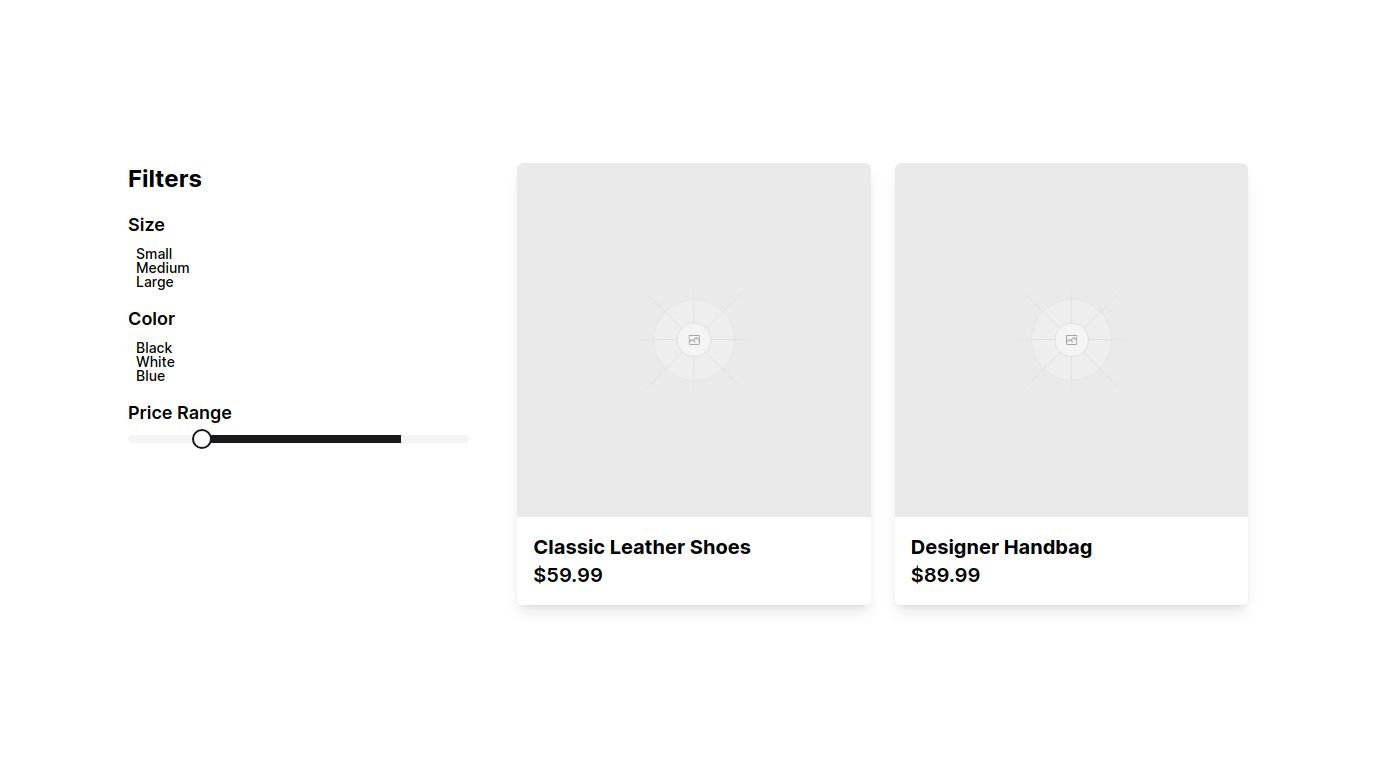 Filters
Size
Small
Medium
Large
Color
Black
White
Blue
Price Range
Classic Leather Shoes
$59.99
Designer Handbag
$89.99